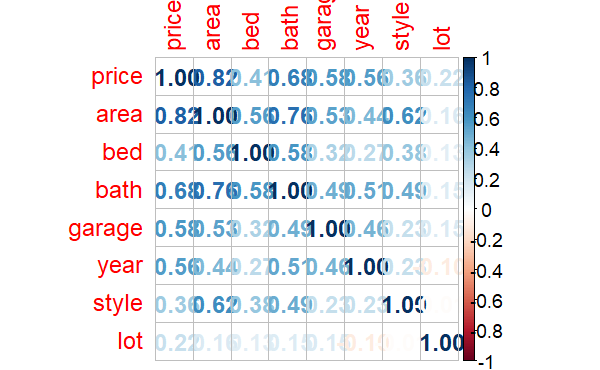 price area bed bath garage year style lot
price 1.00 0.82 0.41 0.68 0.58 0.56 0.36 0.22
area 0.82 1.00 0.56 0.76 0.53 0.44 0.62 0.16
bed 0.41 0.56 1.00 0.58 0.32 0.27 0.38 0.13
bath 0.68 0.76 0.58 1.00 0.49 0.51 0.49 0.15
garage 0.58 0.53 0.32 0.49 1.00 0.46 0.23 0.15
year 0.56 0.44 0.27 0.51 0.46 1.00 0.23 0.10
style 0.36 0.62 0.38 0.49 0.23 0.23 1.00
lot 0.22 0.16 0.13 0.15 0.15 0.10 1.00
1
0.8
0.6
0.4
0.2
0
-0.2
-0.4
-0.6
-0.8
-1